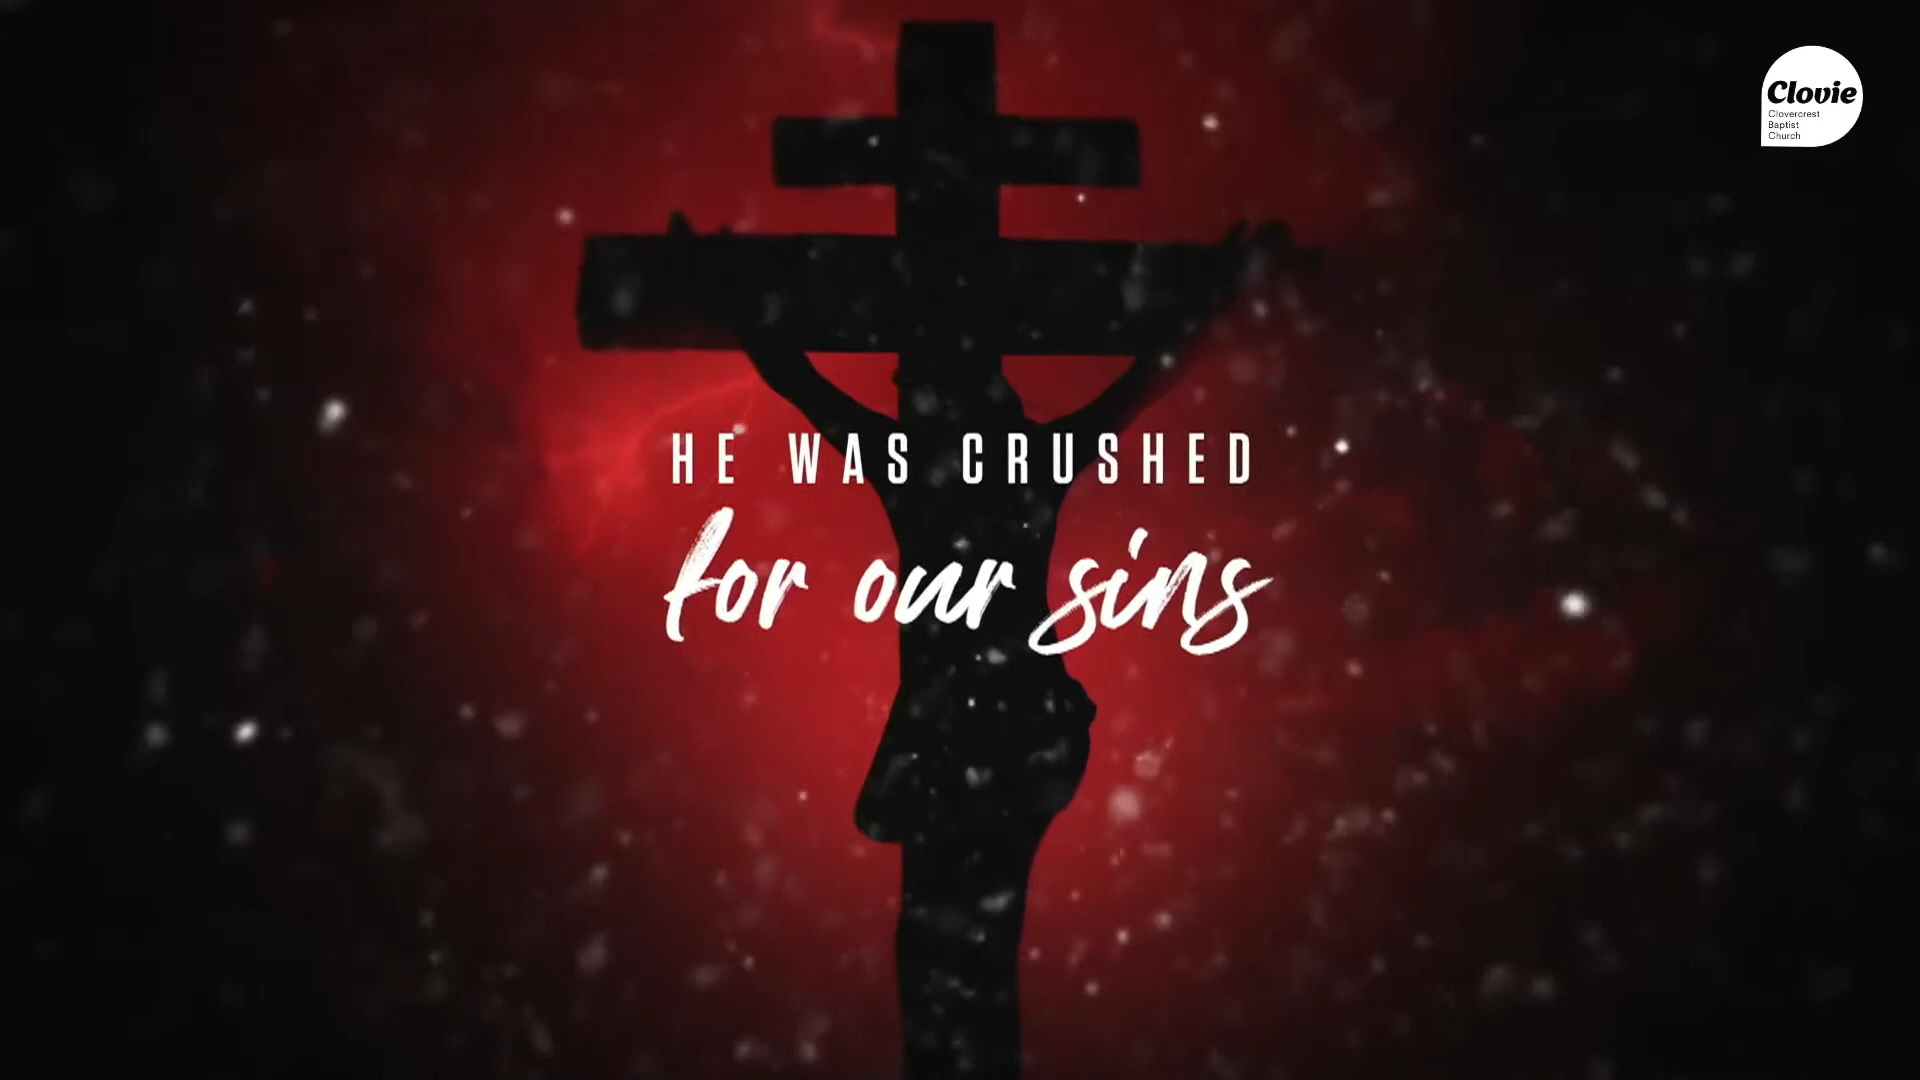 Clovie
Clovercrest
Baptist
Church
HE WAS CRUSHED
for our sins